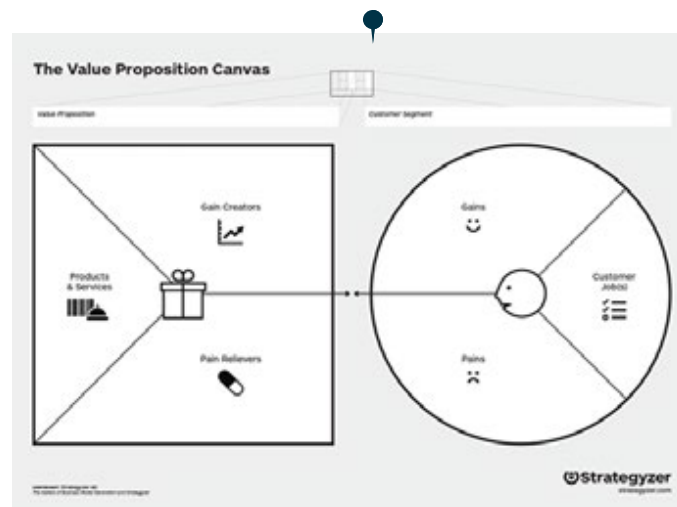 The Value Proposition Canvas
Value Proposition
Customer Segment
Gain Creators
Gains
Products
& Services
Customer
Job(s)
Pain Relievers
Pains
Strategyzer
strategyzer.com